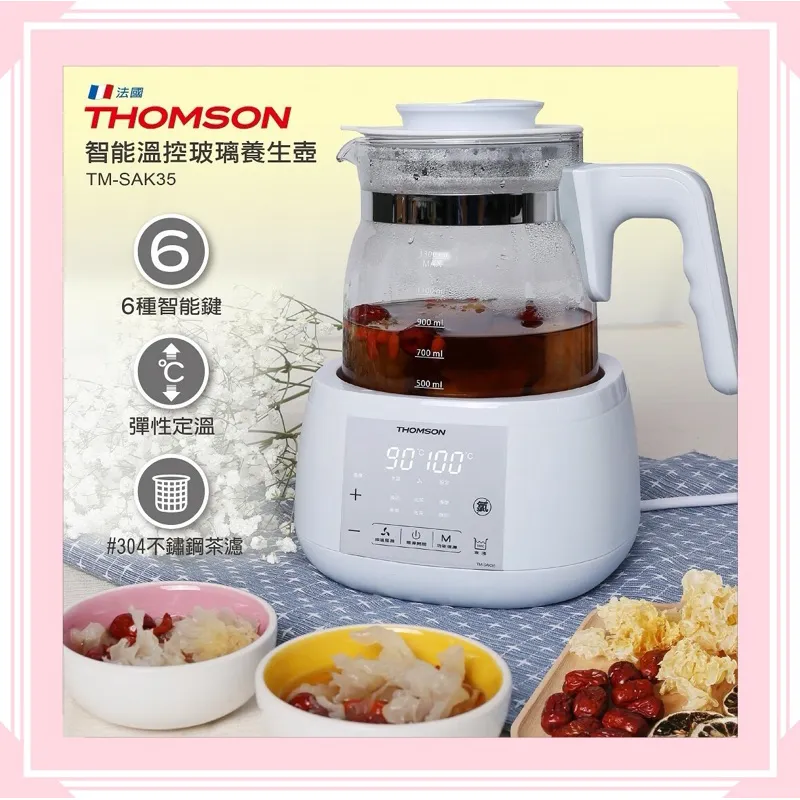 法國
THOMSON
智能溫控玻璃養生壺
TM-SAK35
6
6種智能鍵
°C
彈性定溫
#304不鏽鋼茶濾
MAX
900 ml
700 ml
500 ml
THOMSON
90°C 100°C
+
氯
−
M